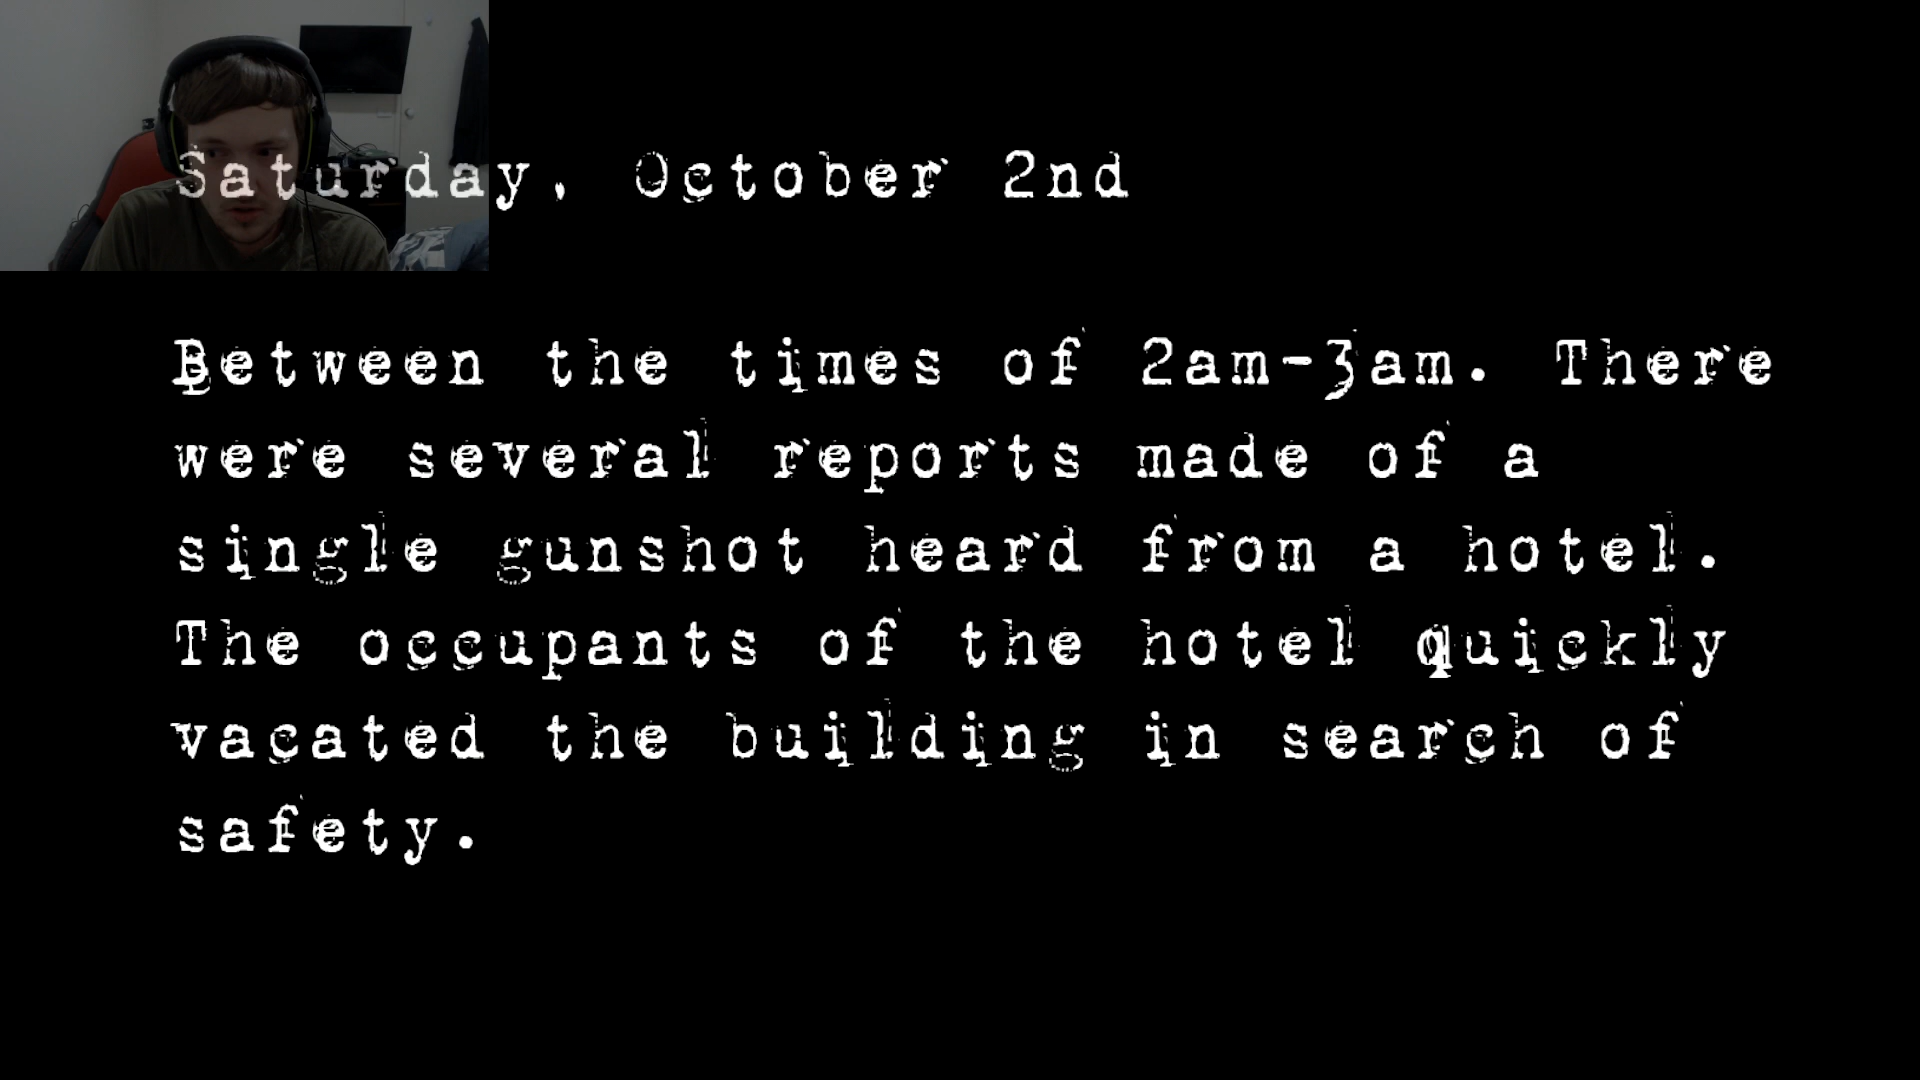 Saturday, October 2nd
Between the times of 2am-3am. There
were several reports made of a
single gunshot heard from a hotel.
The occupants of the hotel quickly
vacated the building in search of
safety.